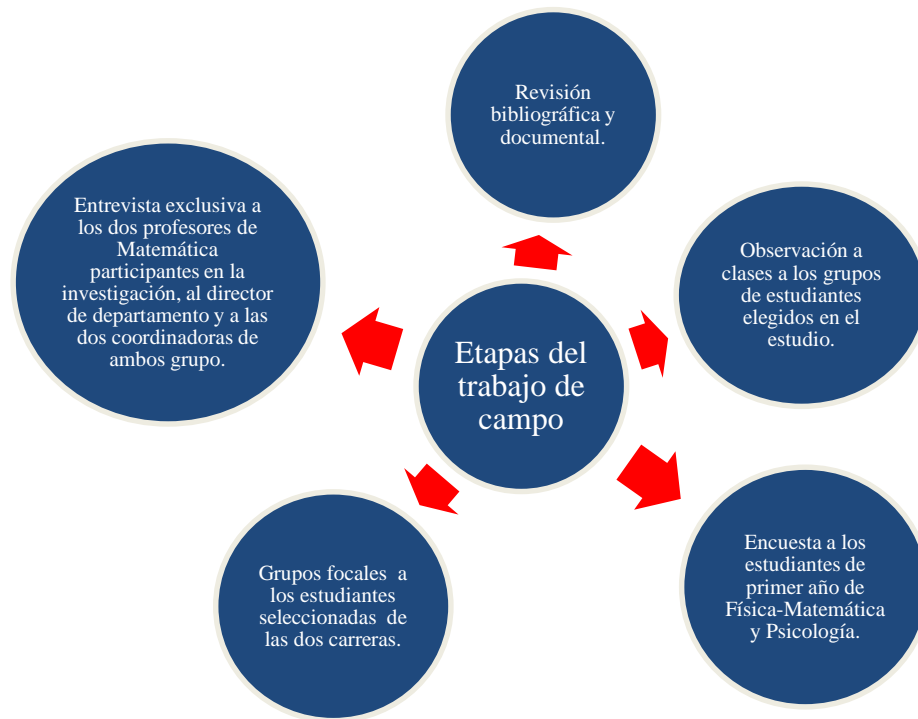 Revisión
bibliográfica y
documental.
Entrevista exclusiva a
los dos profesores de
Matemática
participantes en la
investigación, al director
de departamento y a las
dos coordinadoras de
ambos grupo.
Observación a
clases a los grupos
de estudiantes
elegidos en el
estudio.
Etapas del
trabajo de
campo
Grupos focales a
los estudiantes
seleccionadas de
las dos carreras.
Encuesta a los
estudiantes de
primer año de
Física-Matemática
y Psicología.